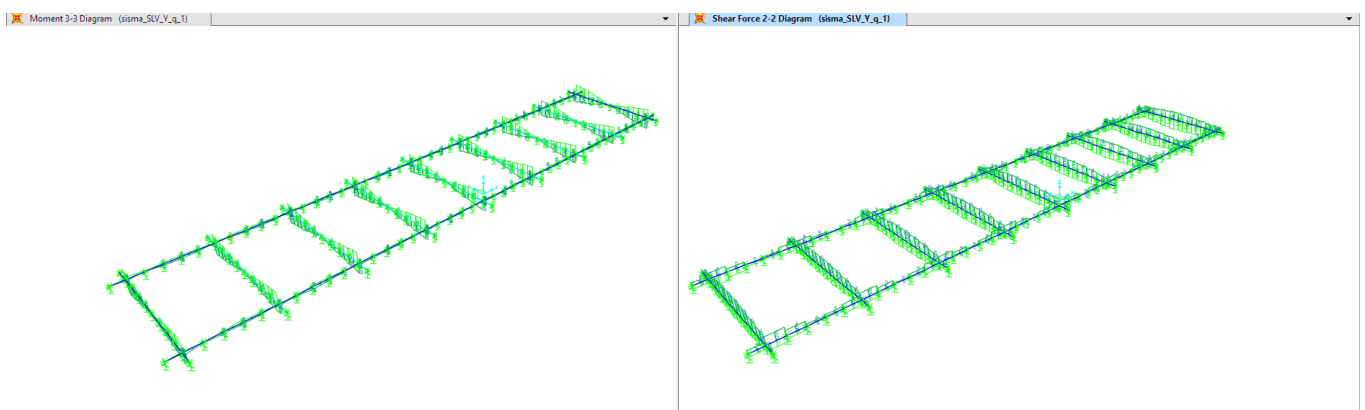 Moment 3-3 Diagram (sisma_SLV_Y_q_1)
Shear Force 2-2 Diagram (sisma_SLV_Y_q_1)